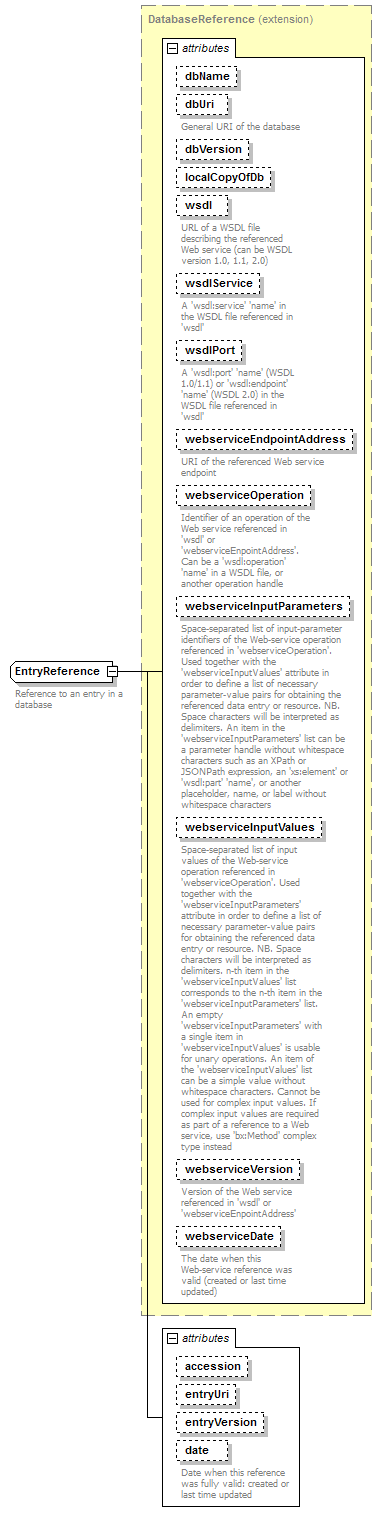 DatabaseReference (extension)
attributes
dbName
dbUri
General URI of the database
dbVersion
localCopyOfDb
wsdl
URL of a WSDL file
describing the referenced
Web service (can be WSDL
version 1.0, 1.1, 2.0)
wsdlService
A 'wsdl:service' 'name' in
the WSDL file referenced in
'wsdl'
wsdlPort
A 'wsdl:port' 'name' (WSDL
1.0/1.1) or 'wsdl:endpoint'
'name' (WSDL 2.0) in the
WSDL file referenced in
'wsdl'
webserviceEndpointAddress
URI of the referenced Web service
endpoint
webserviceOperation
Identifier of an operation of the
Web service referenced in
'wsdl' or
'webserviceEnpointAddress'.
Can be a 'wsdl:operation'
'name' in a WSDL file, or
another operation handle
webserviceInputParameters
Space-separated list of input-parameter
identifiers of the Web-service operation
referenced in 'webserviceOperation'.
Used together with the
'webserviceInputValues' attribute in
order to define a list of necessary
parameter-value pairs for obtaining the
referenced data entry or resource. NB.
Space characters will be interpreted as
delimiters. An item in the
'webserviceInputParameters' list can be
a parameter handle without whitespace
characters such as an XPath or
JSONPath expression, an 'xs:element' or
'wsdl:part' 'name', or another
placeholder, name, or label without
whitespace characters
webserviceInputValues
Space-separated list of input
values of the Web-service
operation referenced in
'webserviceOperation'. Used
together with the
'webserviceInputParameters'
attribute in order to define a list of
necessary parameter-value pairs
for obtaining the referenced data
entry or resource. NB. Space
characters will be interpreted as
delimiters. n-th item in the
'webserviceInputValues' list
corresponds to the n-th item in the
'webserviceInputParameters' list.
An empty
'webserviceInputParameters' with
a single item in
'webserviceInputValues' is usable
for unary operations. An item of
the 'webserviceInputValues' list
can be a simple value without
whitespace characters. Cannot be
used for complex input values. If
complex input values are required
as part of a reference to a Web
service, use 'bx:Method' complex
type instead
webserviceVersion
Version of the Web service
referenced in 'wsdl' or
'webserviceEnpointAddress'
webserviceDate
The date when this
Web-service reference was
valid (created or last time
updated)
EntryReference
Reference to an entry in a
database
attributes
accession
entryUri
entryVersion
date
Date when this reference
was fully valid: created or
last time updated